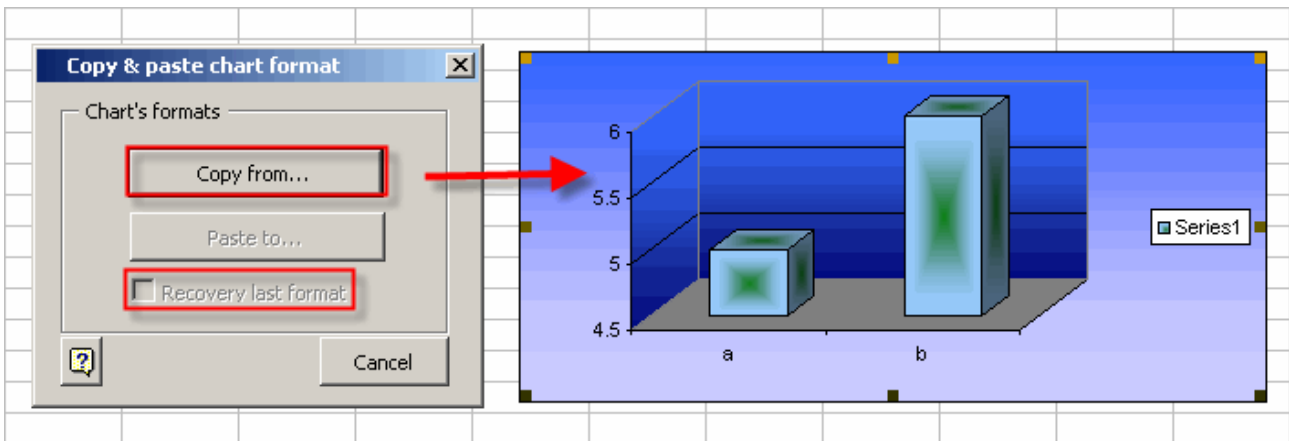 Copy & paste chart format
Chart's formats
Copy from...
Paste to...
Recovery last format
Cancel
6
5.5
5
4.5
a
b
Series1